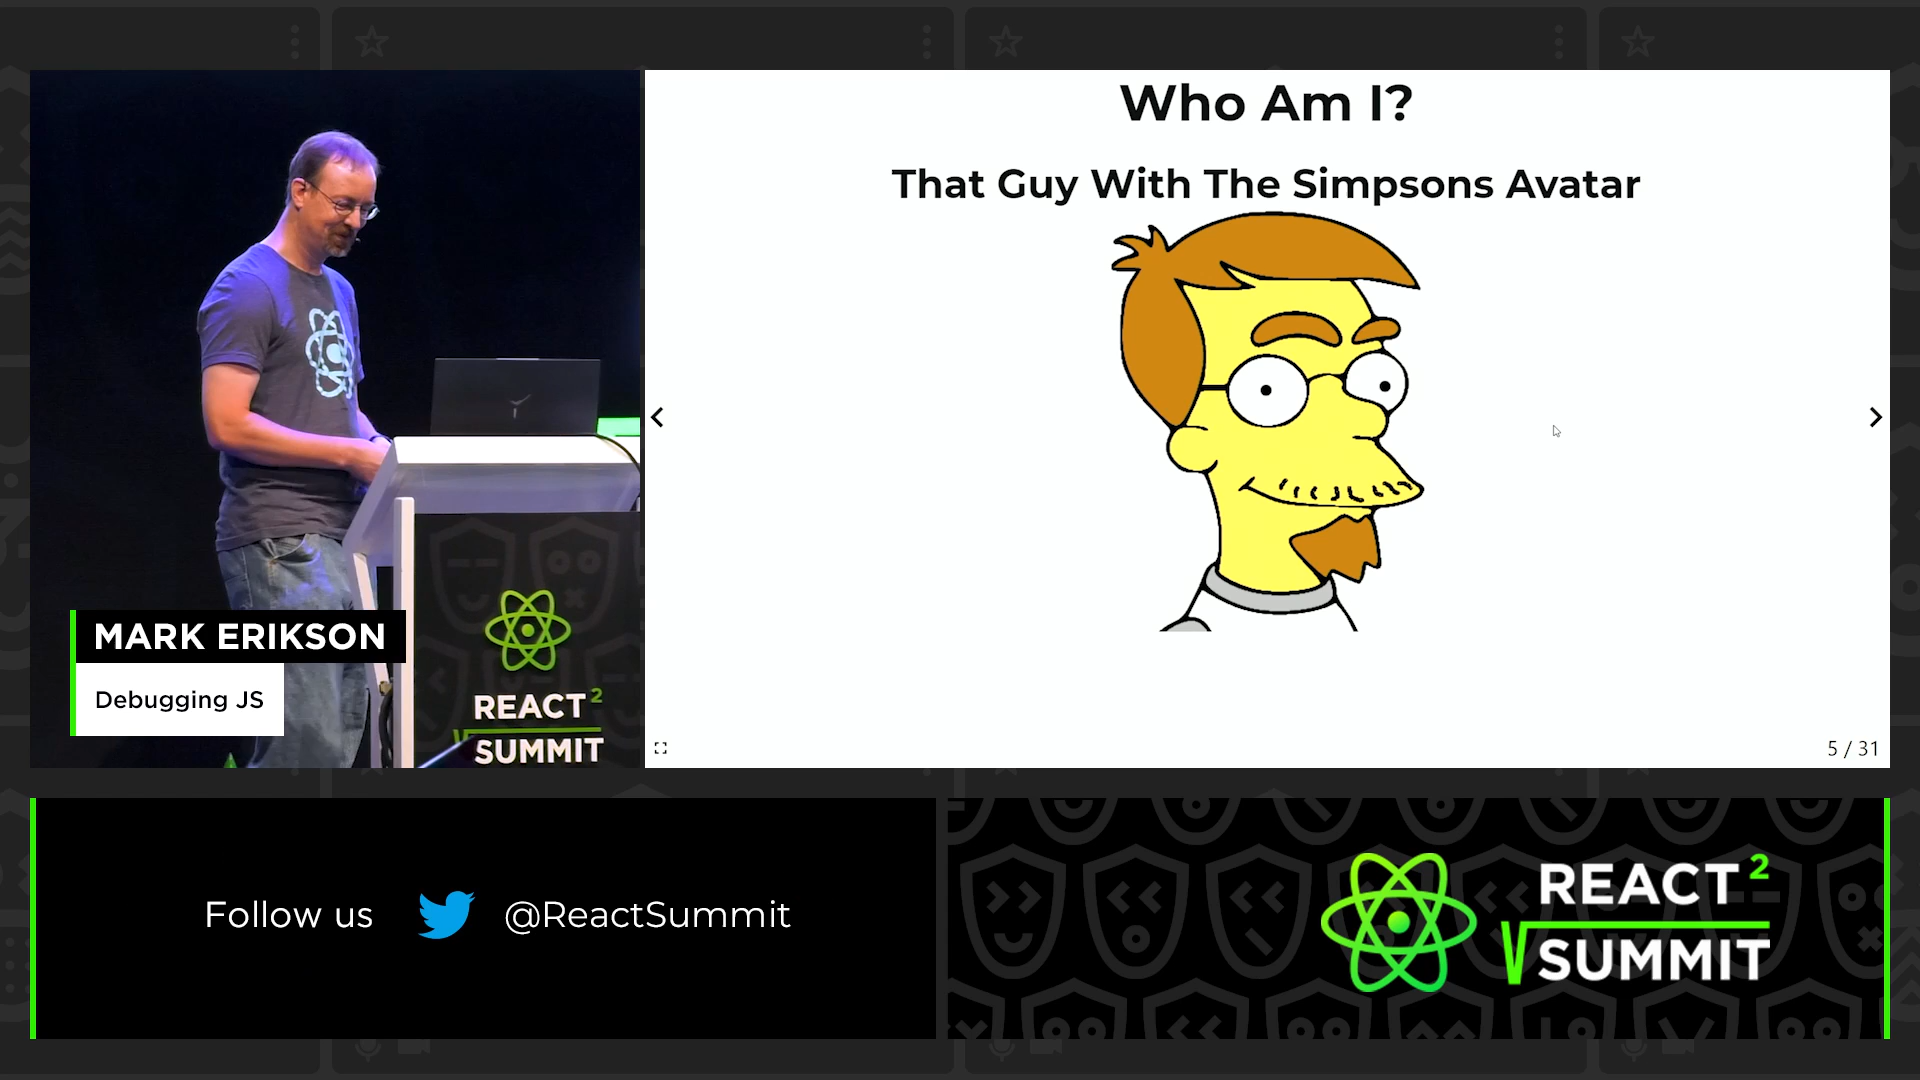 Who Am I?
That Guy With The Simpsons Avatar
MARK ERIKSON
Debugging JS
REACT 2
SUMMIT
5 / 31
Follow us
@ReactSummit
REACT 2
SUMMIT